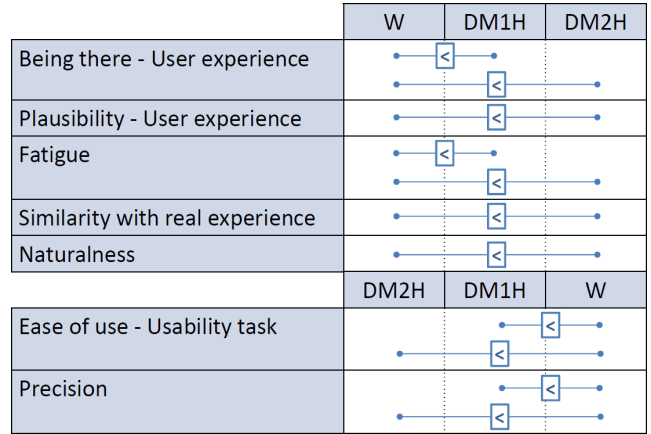 W DM1H DM2H
Being there - User experience <
<
Plausibility - User experience <
Fatigue <
<
Similarity with real experience <
Naturalness <
DM2H DM1H W
Ease of use - Usability task <
<
Precision <
<